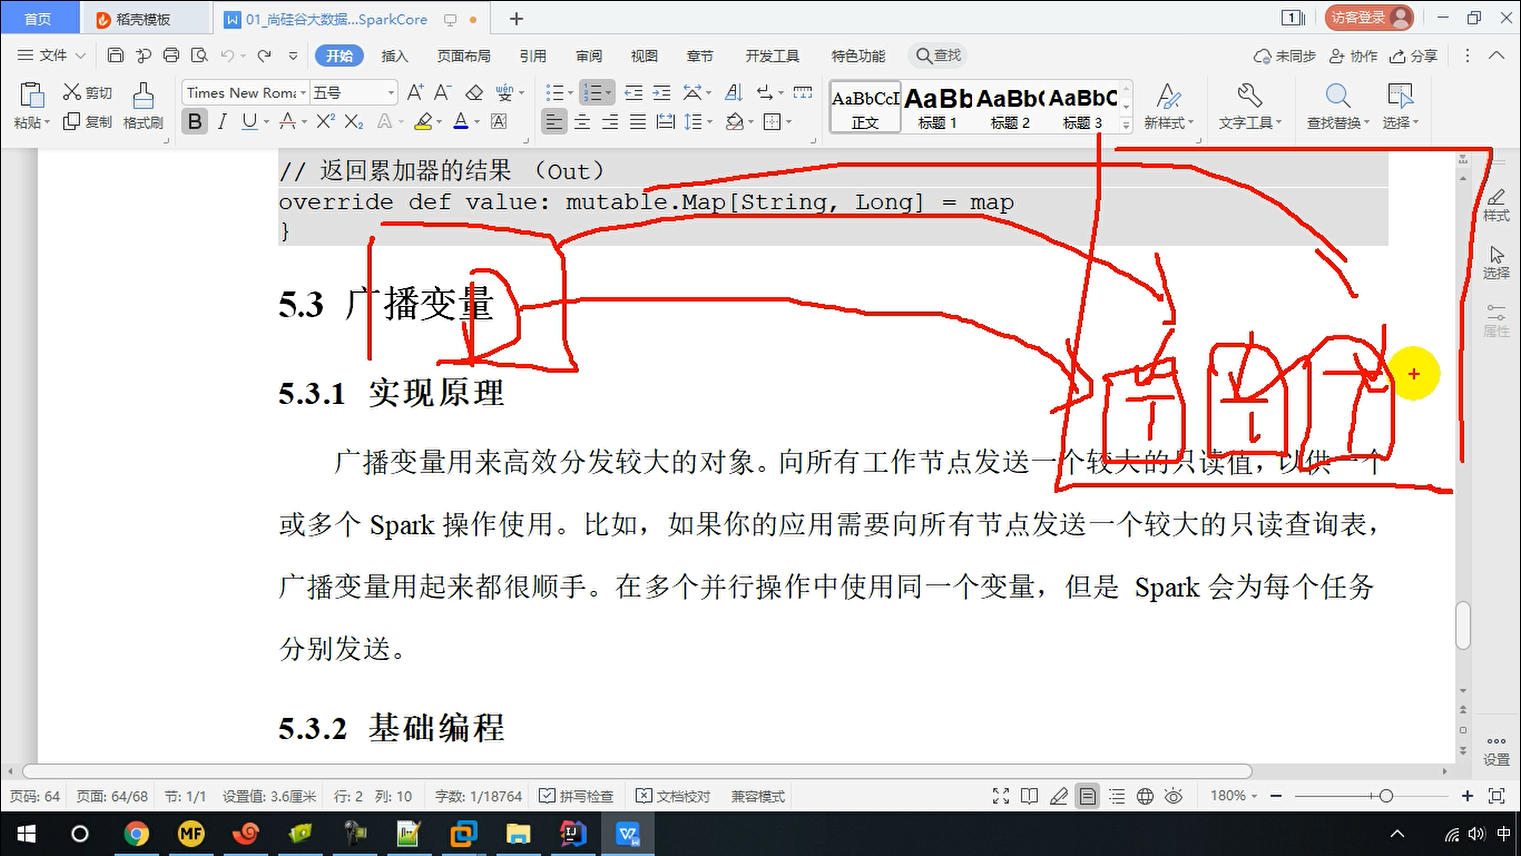 首页
稻壳模板
01_尚硅谷大数据...SparkCore
1
访客登录
文件
开始
插入
页面布局
引用
审阅
视图
章节
开发工具
特色功能
查找
未同步
协作
分享
粘贴
剪切
复制
格式刷
Times New Roma
五号
B I U A X² X₂ A A A
AaBbCcD
正文
AaBb
标题 1
AaBb(
标题 2
AaBbC
标题 3
新样式
文字工具
查找替换
选择
// 返回累加器的结果 （Out）
override def value: mutable.Map[String, Long] = map
}
5.3 广播变量
5.3.1 实现原理
广播变量用来高效分发较大的对象。向所有工作节点发送一个较大的只读值，以供一个
或多个 Spark 操作使用。比如，如果你的应用需要向所有节点发送一个较大的只读查询表，
广播变量用起来都很顺手。在多个并行操作中使用同一个变量，但是 Spark 会为每个任务
分别发送。
5.3.2 基础编程
样式
选择
属性
设置
页码: 64
页面: 64/68
节: 1/1
设置值: 3.6厘米
行: 2
列: 10
字数: 1/18764
拼写检查
文档校对
兼容模式
180%
MF
中